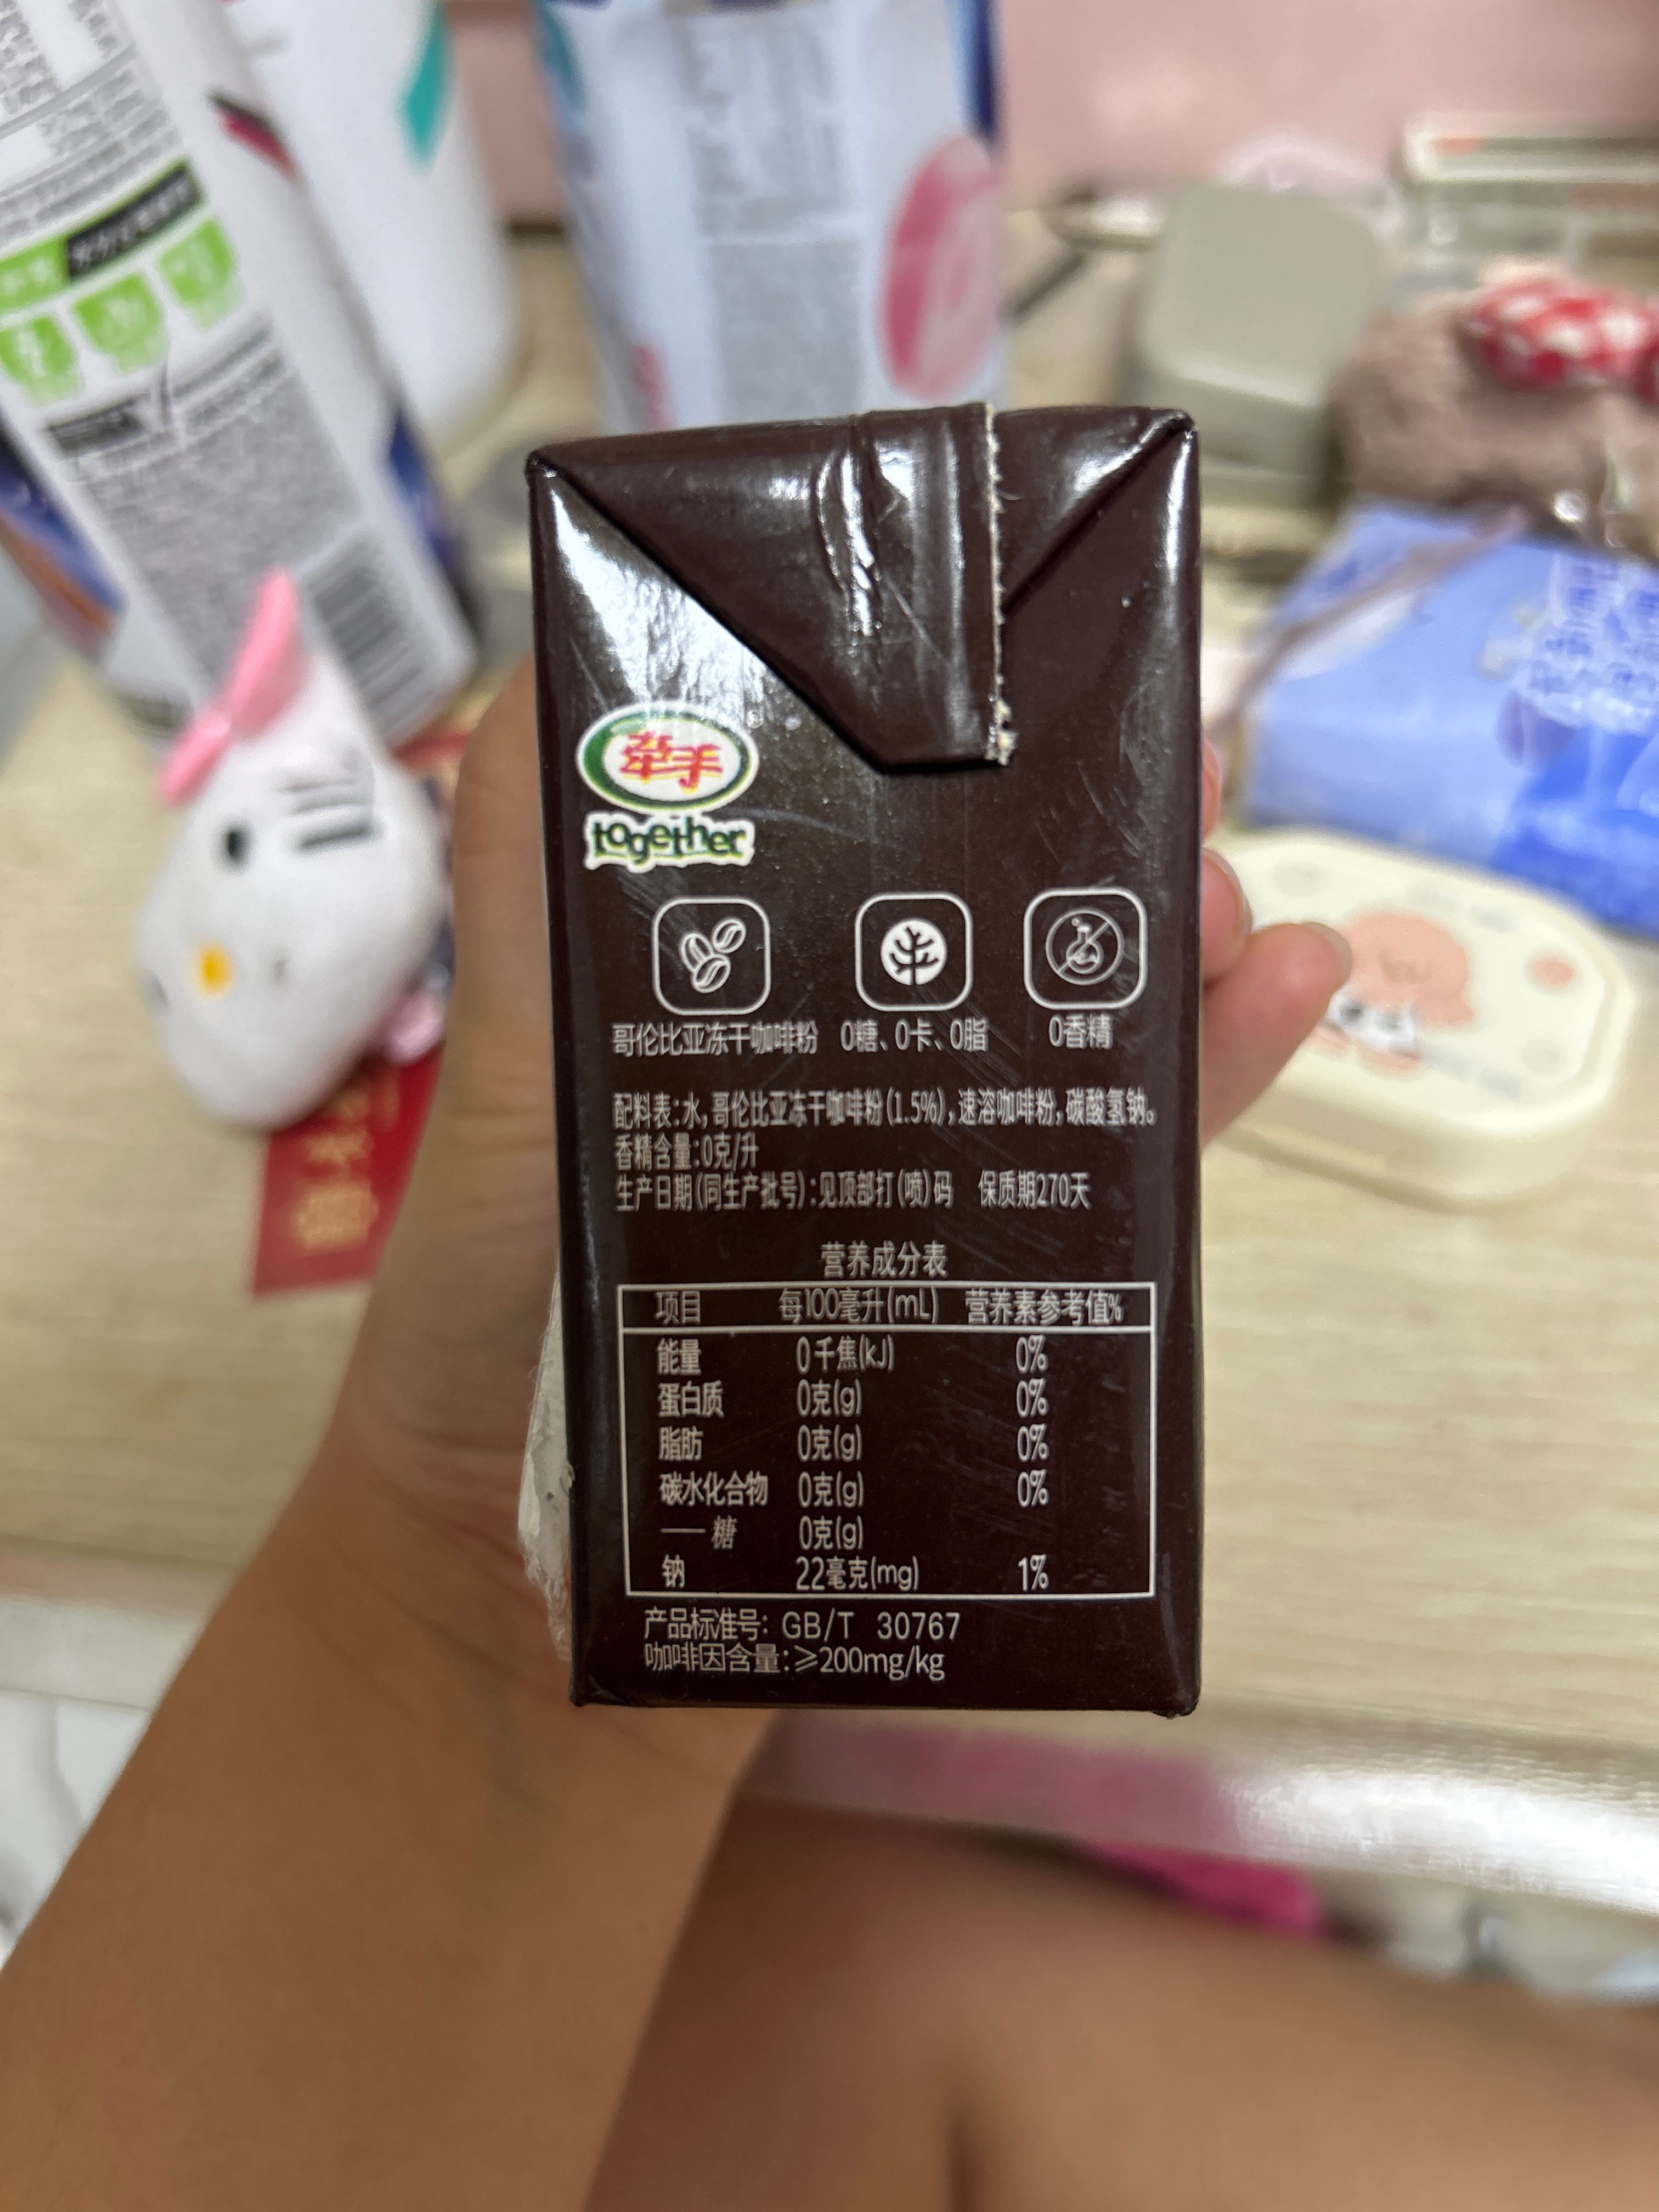 牵手
together
哥伦比亚冻干咖啡粉 0糖、0卡、0脂 0香精
配料表:水,哥伦比亚冻干咖啡粉(1.5%),速溶咖啡粉,碳酸氢钠。
香精含量:0克/升
生产日期(同生产批号):见顶部打(喷)码 保质期270天
营养成分表
项目 每100毫升(mL) 营养素参考值%
能量 0千焦(kJ) 0%
蛋白质 0克(g) 0%
脂肪 0克(g) 0%
碳水化合物 0克(g) 0%
——糖 0克(g)
钠 22毫克(mg) 1%
产品标准号: GB/T 30767
咖啡因含量:≥200mg/kg